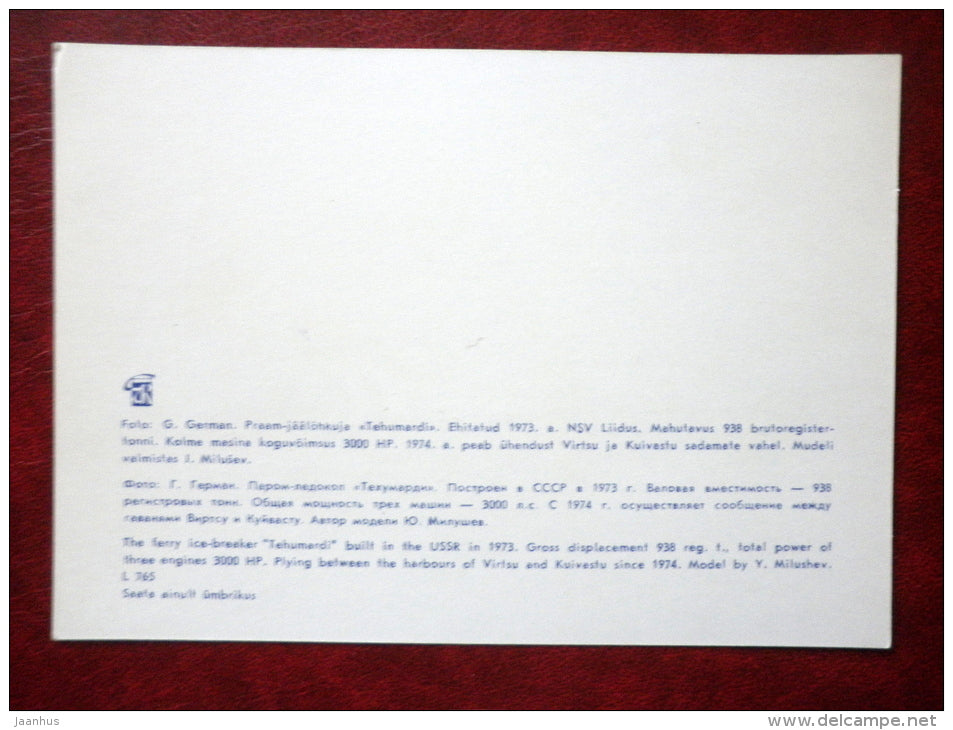 Foto: G. German. Praam-jäälõhkuja «Tehumardi». Ehitatud 1973. a. NSV Liidus. Mahutavus 938 brutoregister-
tonni. Kolme masina koguvõimsus 3000 HP. 1974. a. peab ühendust Virtsu ja Kuivastu sadamate vahel. Mudeli
valmistas J. Milušev.
Фото: Г. Герман. Паром-ледокол «Техумарди». Построен в СССР в 1973 г. Валовая вместимость — 938
регистровых тонн. Общая мощность трех машин — 3000 л.с. С 1974 г. осуществляет сообщение между
гаванями Виртсу и Куйвасту. Автор модели Ю. Милушев.
The ferry ice-breaker "Tehumardi" built in the USSR in 1973. Gross displacement 938 reg. t., total power of
three engines 3000 HP. Plying between the harbours of Virtsu and Kuivastu since 1974. Model by Y. Milushev.
L 765
Saata ainult ümbrikus
Jaanhus
www.delcampe.net